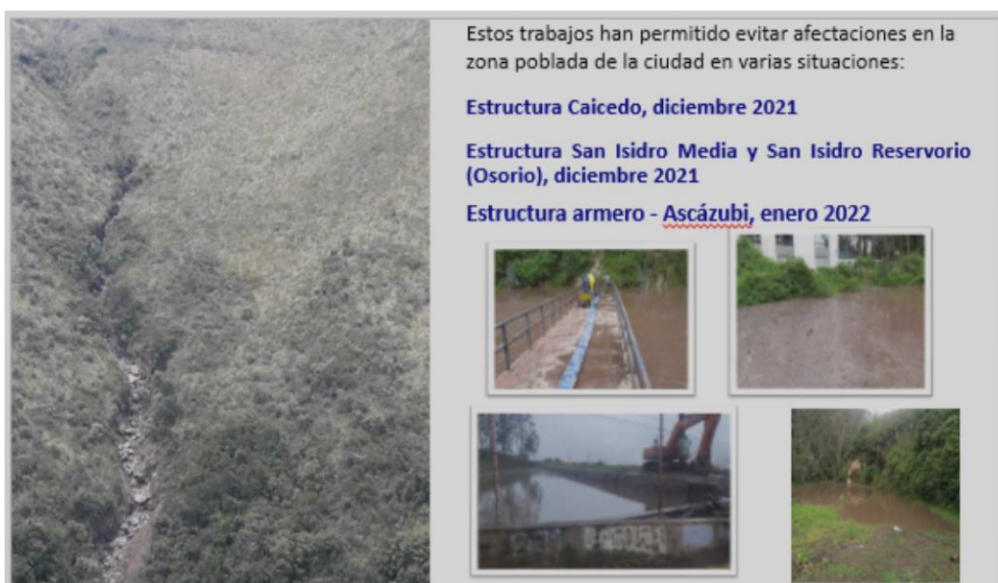 Estos trabajos han permitido evitar afectaciones en la
zona poblada de la ciudad en varias situaciones:
Estructura Caicedo, diciembre 2021
Estructura San Isidro Media y San Isidro Reservorio
(Osorio), diciembre 2021
Estructura armero - Ascázubi, enero 2022